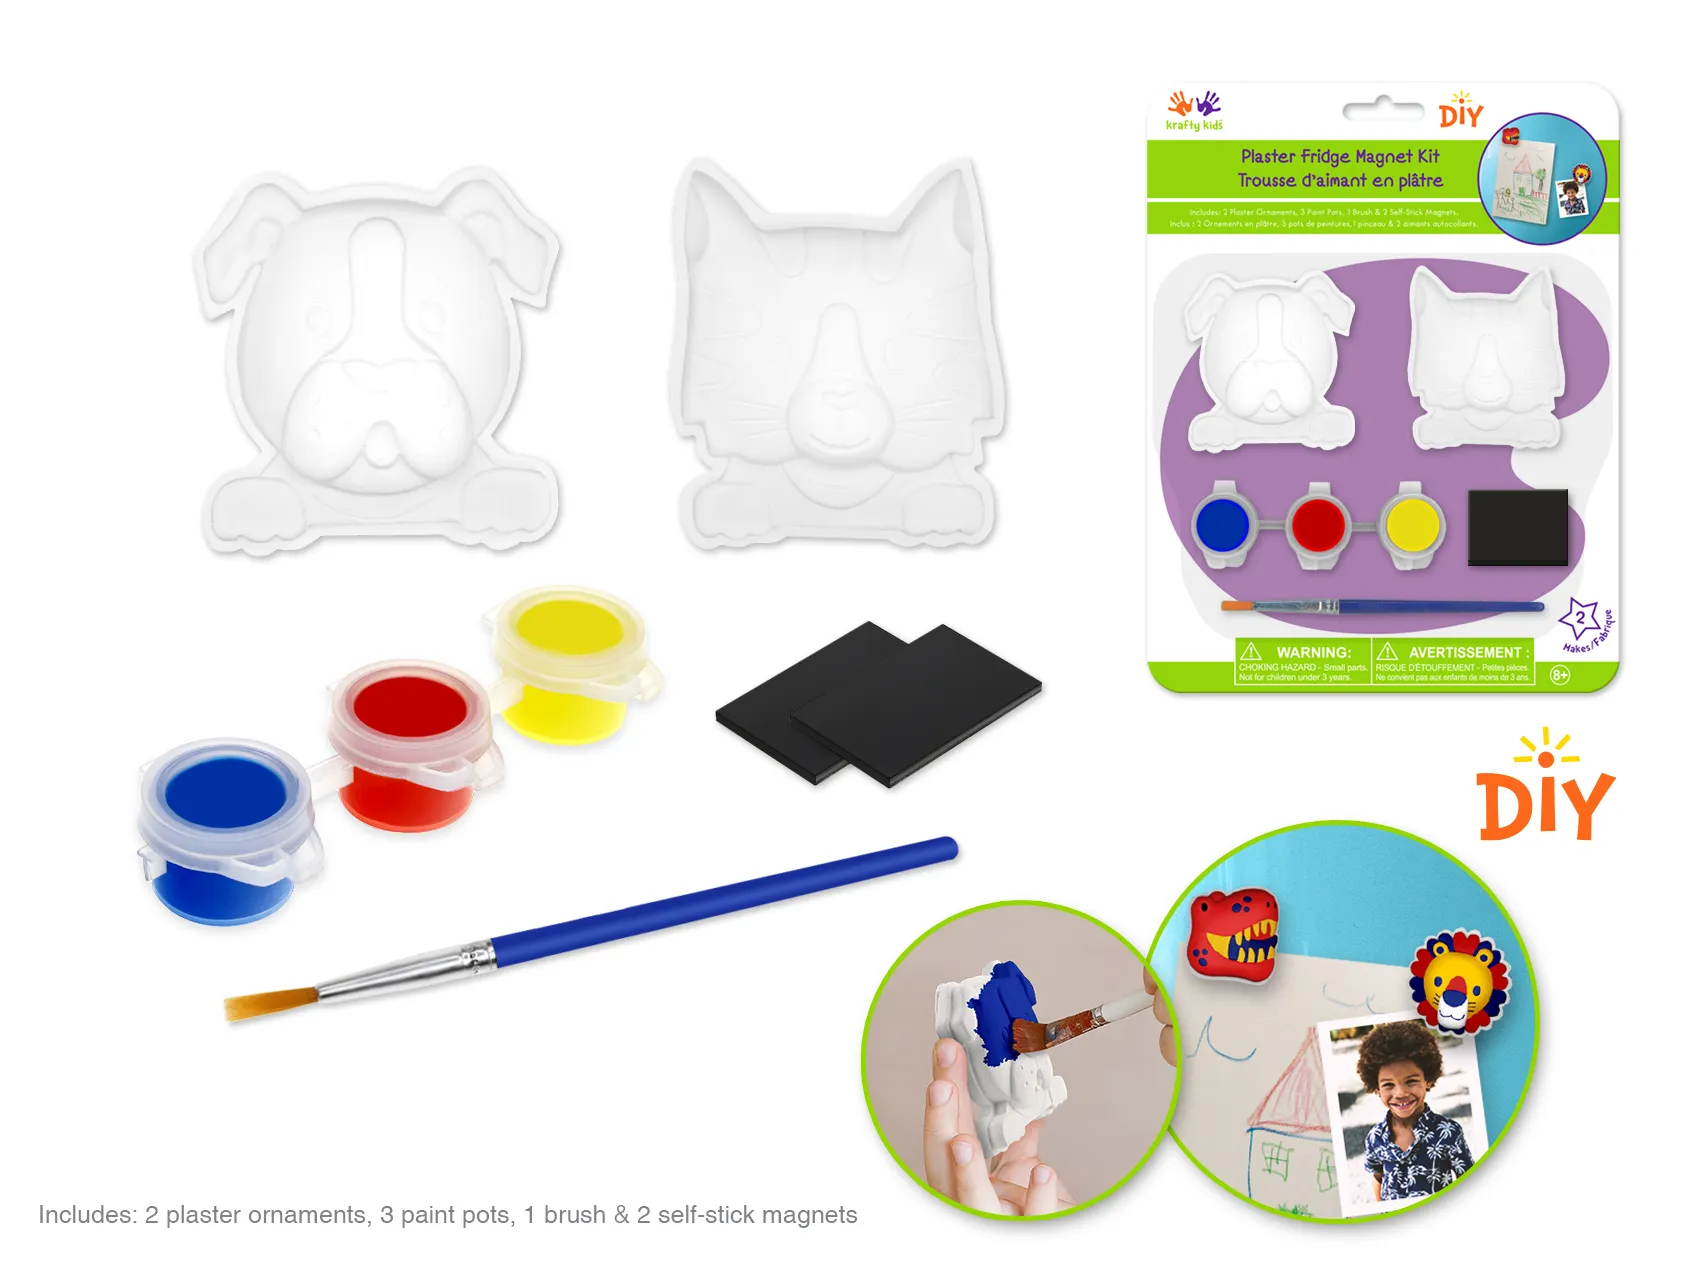 krafty kids
DiY
Plaster Fridge Magnet Kit
Trousse d'aimant en plâtre
Includes: 2 Plaster Ornaments, 3 Paint Pots, 1 Brush & 2 Self-Stick Magnets.
Inclus : 2 Ornements en plâtre, 3 pots de peintures, 1 pinceau & 2 aimants autocollants.
2
Makes/Fabrique
WARNING:
CHOKING HAZARD - Small parts.
Not for children under 3 years.
AVERTISSEMENT :
RISQUE D'ÉTOUFFEMENT - Petites pièces.
Ne convient pas aux enfants de moins de 3 ans.
8+
DiY
Includes: 2 plaster ornaments, 3 paint pots, 1 brush & 2 self-stick magnets